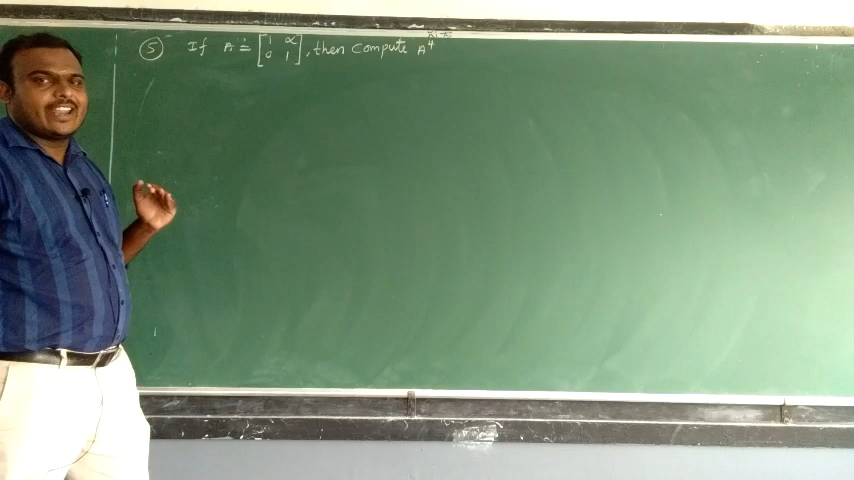 ⑤ If A = [1 x; 0 1], then compute A⁴